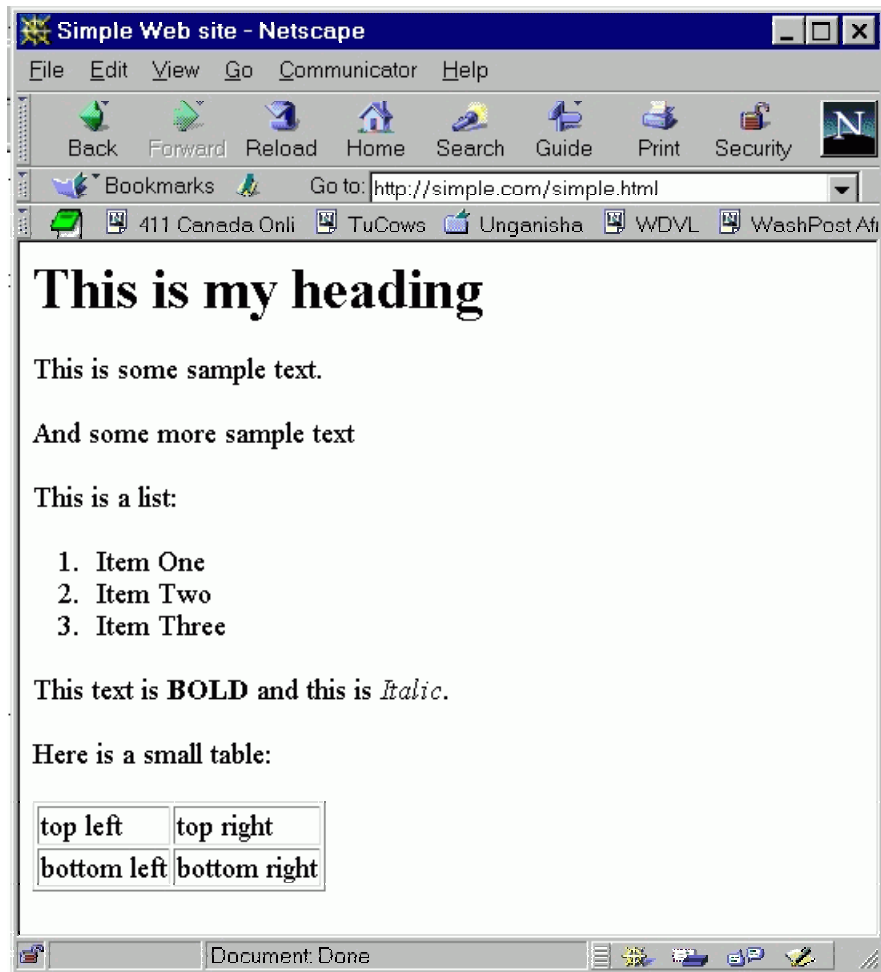 Simple Web site - Netscape
File Edit View Go Communicator Help
Back Forward Reload Home Search Guide Print Security N
Bookmarks Go to: http://simple.com/simple.html
411 Canada Onli TuCows Unganisha WDVL WashPost Afri
This is my heading
This is some sample text.
And some more sample text
This is a list:
1. Item One
2. Item Two
3. Item Three
This text is BOLD and this is Italic.
Here is a small table:
top left top right
bottom left bottom right
Document: Done